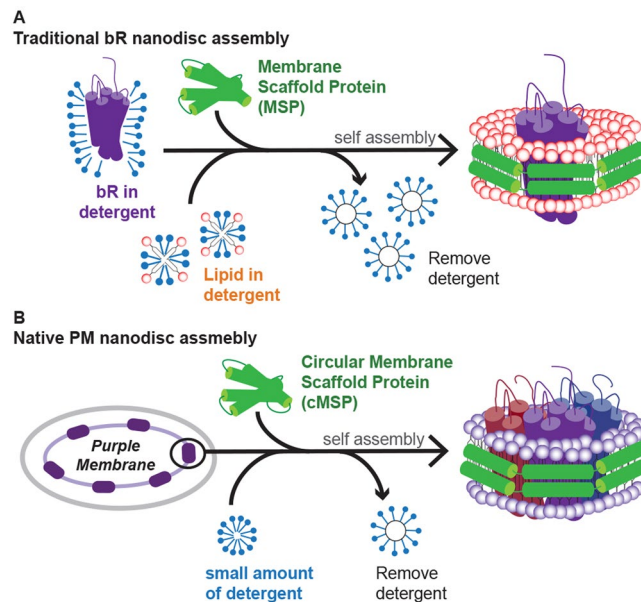 A
Traditional bR nanodisc assembly
Membrane
Scaffold Protein
(MSP)
self assembly
bR in
detergent
Lipid in
detergent
Remove
detergent
B
Native PM nanodisc assmebly
Circular Membrane
Scaffold Protein
(cMSP)
self assembly
Purple
Membrane
small amount
of detergent
Remove
detergent